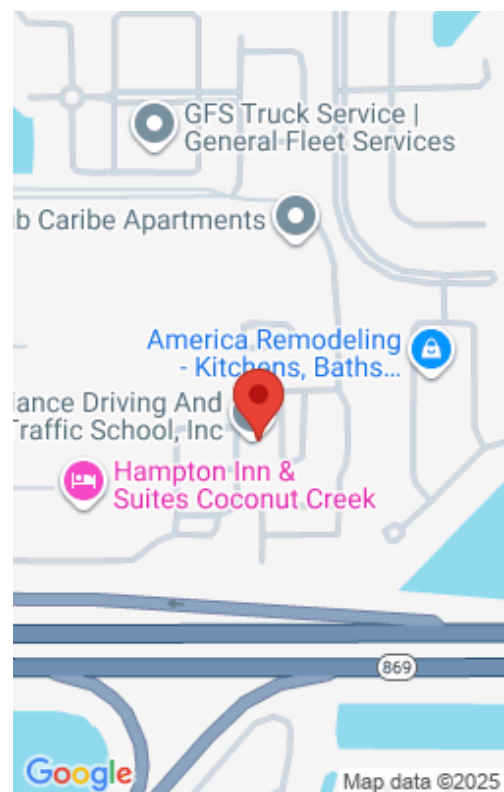 GFS Truck Service |
General Fleet Services
Caribe Apartments
America Remodeling
- Kitchens, Baths...
Driving And
Traffic School, Inc
Hampton Inn &
Suites Coconut Creek
869
Google
Map data ©2025